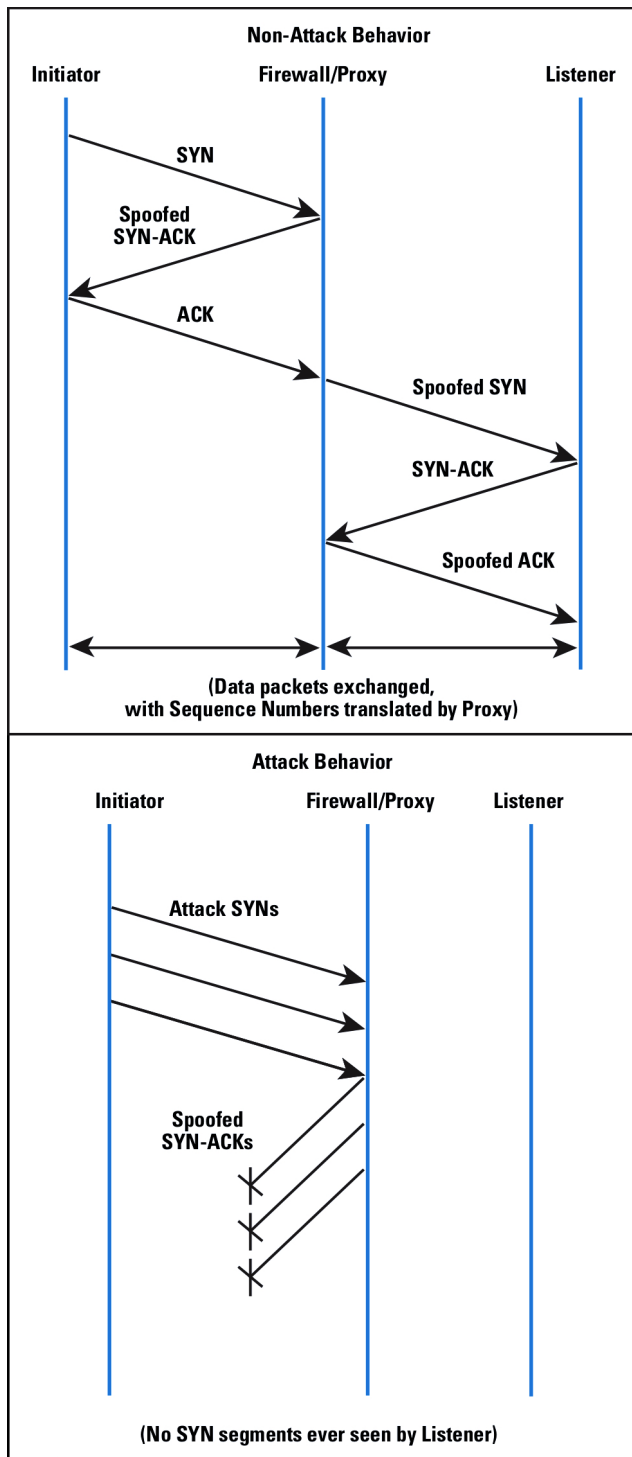 Non-Attack Behavior
Initiator
Firewall/Proxy
Listener
SYN
Spoofed
SYN-ACK
ACK
Spoofed SYN
SYN-ACK
Spoofed ACK
(Data packets exchanged,
with Sequence Numbers translated by Proxy)
Attack Behavior
Initiator
Firewall/Proxy
Listener
Attack SYNs
Spoofed
SYN-ACKs
(No SYN segments ever seen by Listener)